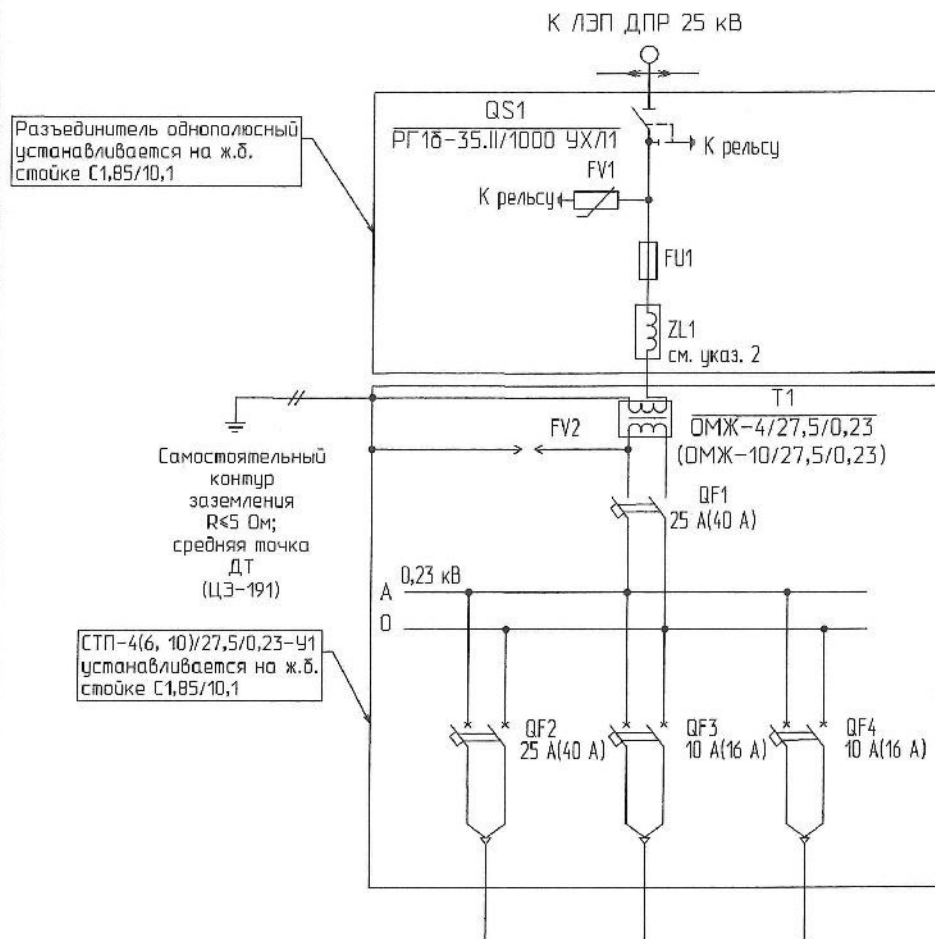 К ЛЭП ДПР 25 кВ
QS1
РГ1б-35.II/1000 УХЛ1
К рельсу
Разъединитель однополюсный
устанавливается на ж.б.
стойке С1,85/10,1
FV1
К рельсу
FU1
ZL1
см. указ. 2
T1
ОМЖ-4/27,5/0,23
(ОМЖ-10/27,5/0,23)
FV2
Самостоятельный
контур
заземления
R≤5 Ом;
средняя точка
ДТ
(ЦЭ-191)
QF1
25 А(40 А)
0,23 кВ
А
0
СТП-4(6, 10)/27,5/0,23-У1
устанавливается на ж.б.
стойке С1,85/10,1
QF2
25 А(40 А)
QF3
10 А(16 А)
QF4
10 А(16 А)